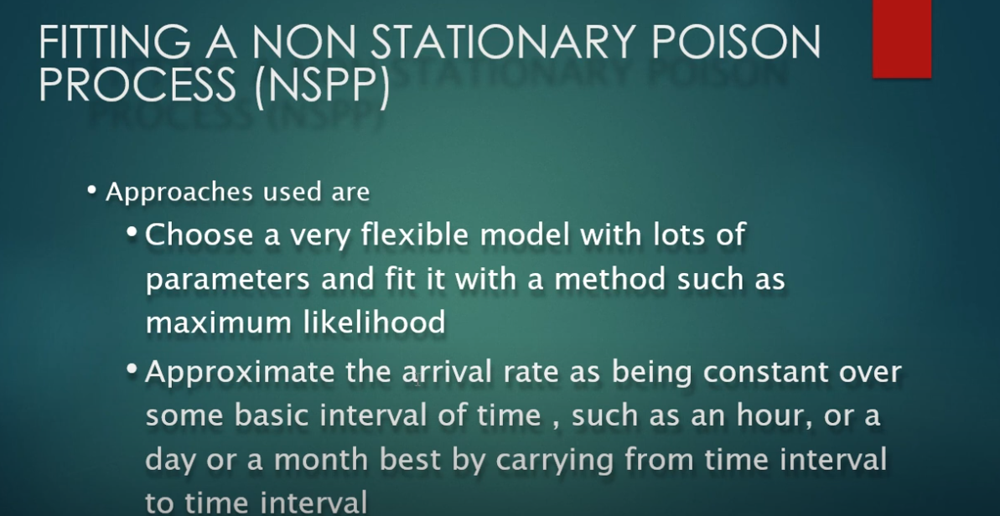 FITTING A NON STATIONARY POISON
PROCESS (NSPP)
• Approaches used are
• Choose a very flexible model with lots of
parameters and fit it with a method such as
maximum likelihood
• Approximate the arrival rate as being constant over
some basic interval of time , such as an hour, or a
day or a month best by carrying from time interval
to time interval